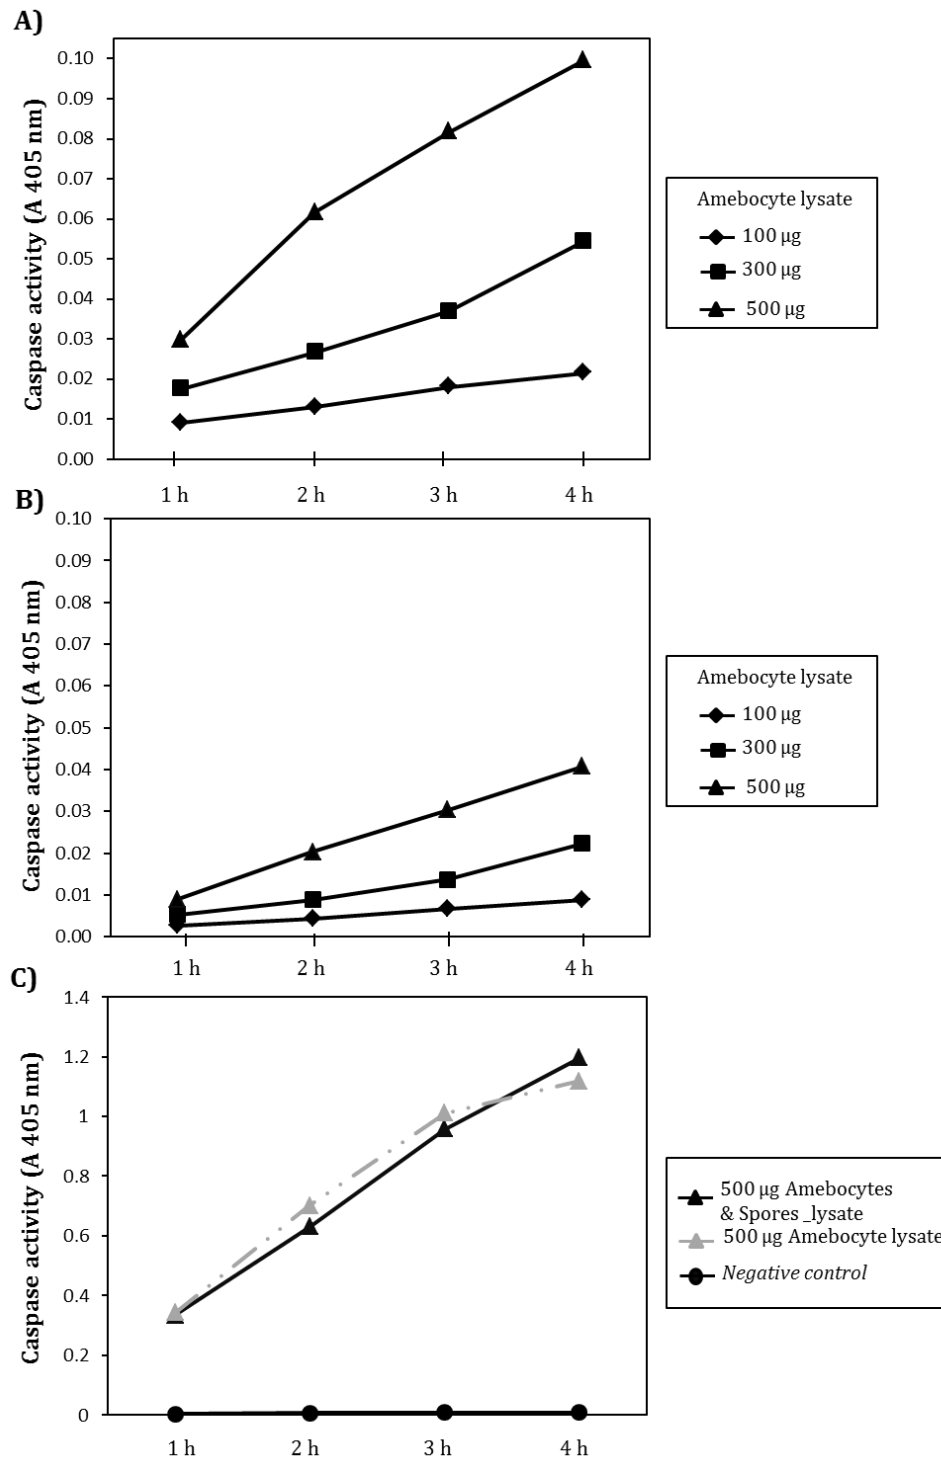 A)
Caspase activity (A 405 nm)
0.10
0.09
0.08
0.07
0.06
0.05
0.04
0.03
0.02
0.01
0.00
1 h 2 h 3 h 4 h
Amebocyte lysate
100 µg
300 µg
500 µg
B)
Caspase activity (A 405 nm)
0.10
0.09
0.08
0.07
0.06
0.05
0.04
0.03
0.02
0.01
0.00
1 h 2 h 3 h 4 h
Amebocyte lysate
100 µg
300 µg
500 µg
C)
Caspase activity (A 405 nm)
1.4
1.2
1
0.8
0.6
0.4
0.2
0
1 h 2 h 3 h 4 h
500 µg Amebocytes
& Spores _lysate
500 µg Amebocyte lysate
Negative control